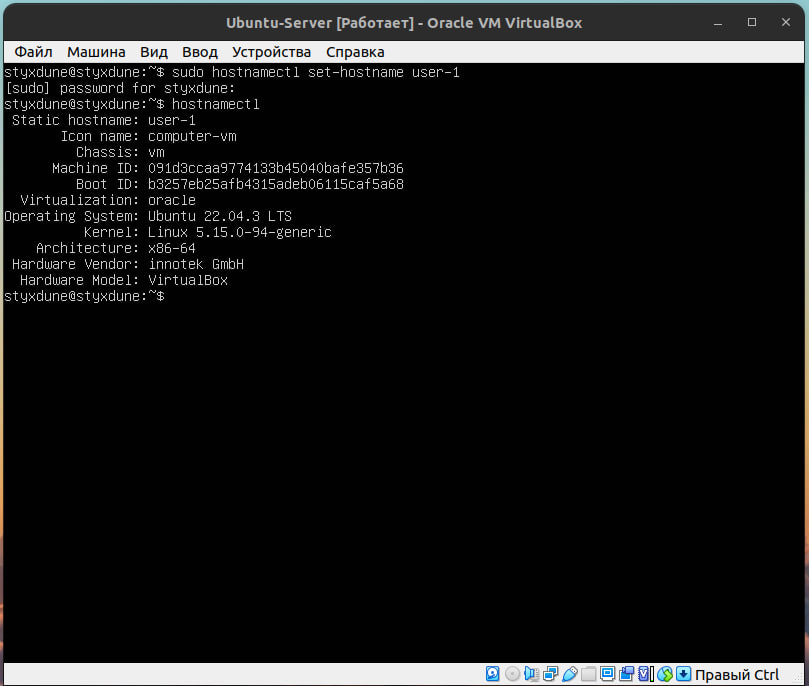 Ubuntu-Server [Работает] - Oracle VM VirtualBox
Файл Машина Вид Ввод Устройства Справка
styxdune@styxdune:~$ sudo hostnamectl set-hostname user-1
[sudo] password for styxdune:
styxdune@styxdune:~$ hostnamectl
Static hostname: user-1
Icon name: computer-vm
Chassis: vm
Machine ID: 091d3ccaa9774133b45040bafe357b36
Boot ID: b3257eb25afb4315adeb06115caf5a68
Virtualization: oracle
Operating System: Ubuntu 22.04.3 LTS
Kernel: Linux 5.15.0-94-generic
Architecture: x86-64
Hardware Vendor: innotek GmbH
Hardware Model: VirtualBox
styxdune@styxdune:~$
Правый Ctrl